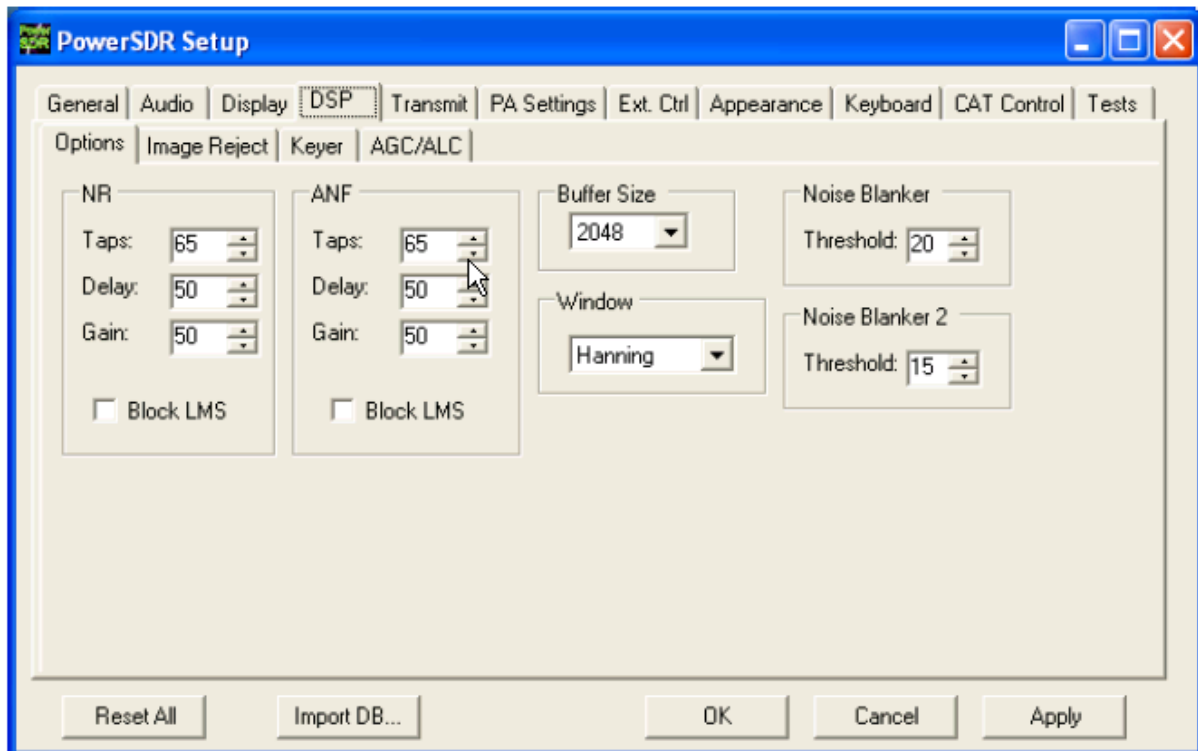 PowerSDR Setup
General Audio Display DSP Transmit PA Settings Ext. Ctrl Appearance Keyboard CAT Control Tests
Options Image Reject Keyer AGC/ALC
NR
Taps: 65
Delay: 50
Gain: 50
Block LMS
ANF
Taps: 65
Delay: 50
Gain: 50
Block LMS
Buffer Size
2048
Window
Hanning
Noise Blanker
Threshold: 20
Noise Blanker 2
Threshold: 15
Reset All Import DB... OK Cancel Apply